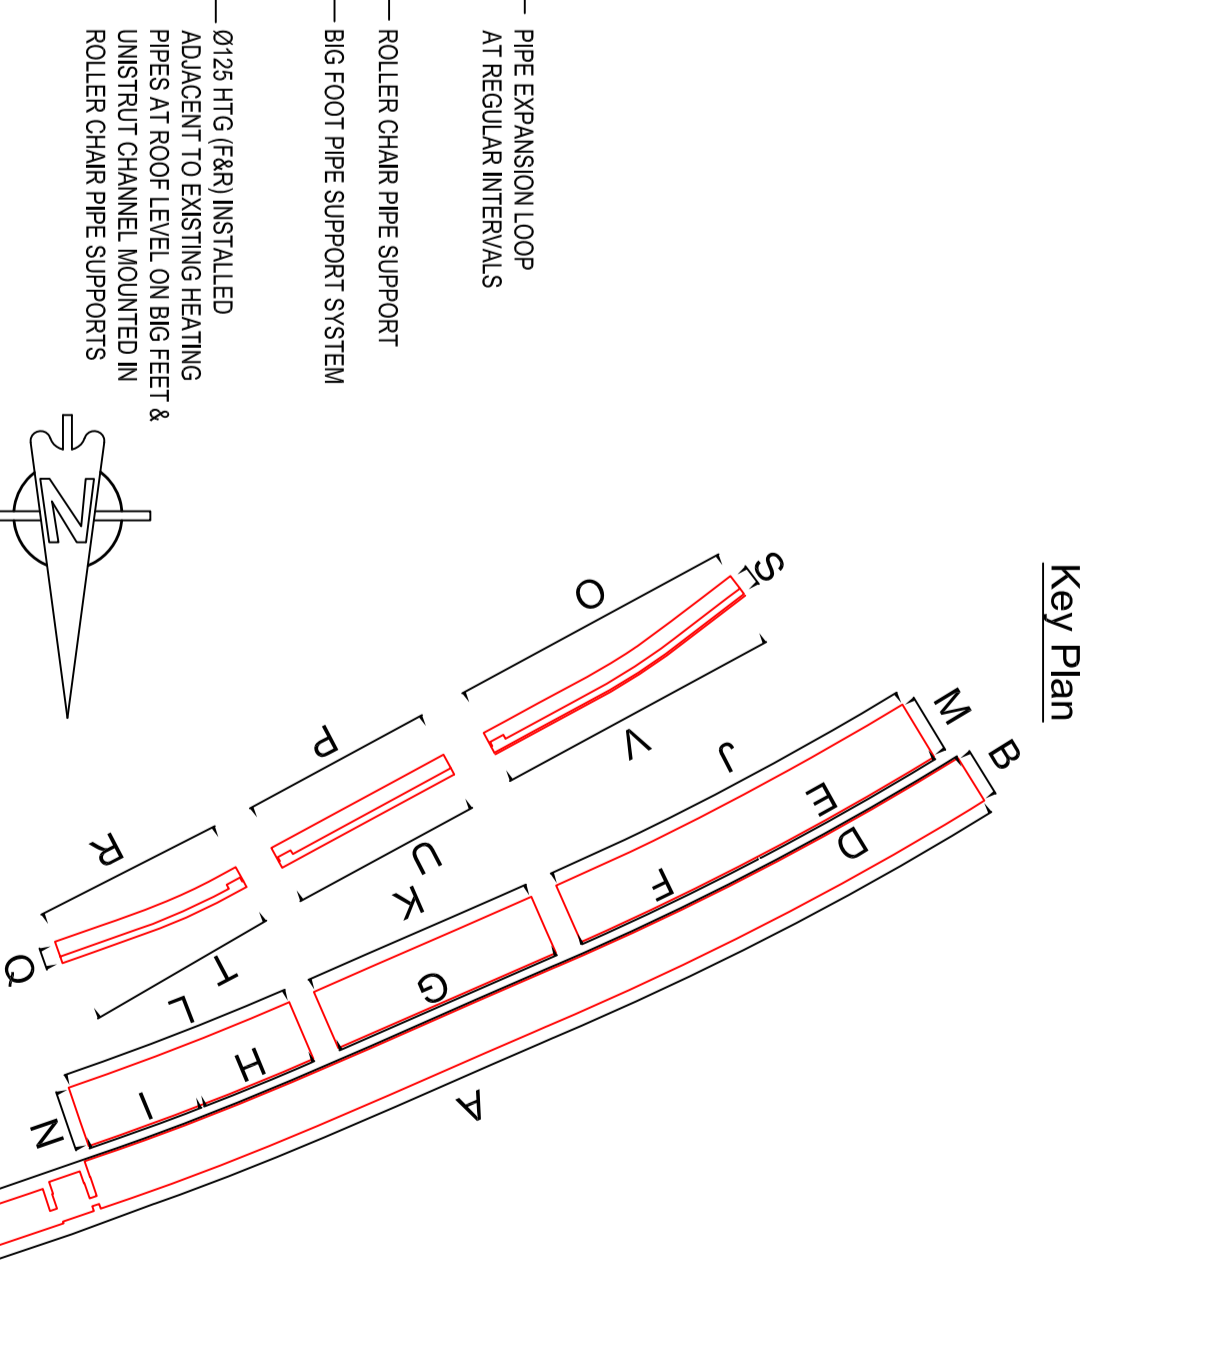 Key Plan
PIPE EXPANSION LOOP
AT REGULAR INTERVALS
ROLLER CHAIR PIPE SUPPORT
BIG FOOT PIPE SUPPORT SYSTEM
Ø125 HTG (F&R) INSTALLED
ADJACENT TO EXISTING HEATING
PIPES AT ROOF LEVEL ON BIG FEET &
UNISTRUT CHANNEL MOUNTED IN
ROLLER CHAIR PIPE SUPPORTS
N
S
O
V
M
B
J
E
D
P
U
F
R
K
G
T
Q
L
H
I
A
N